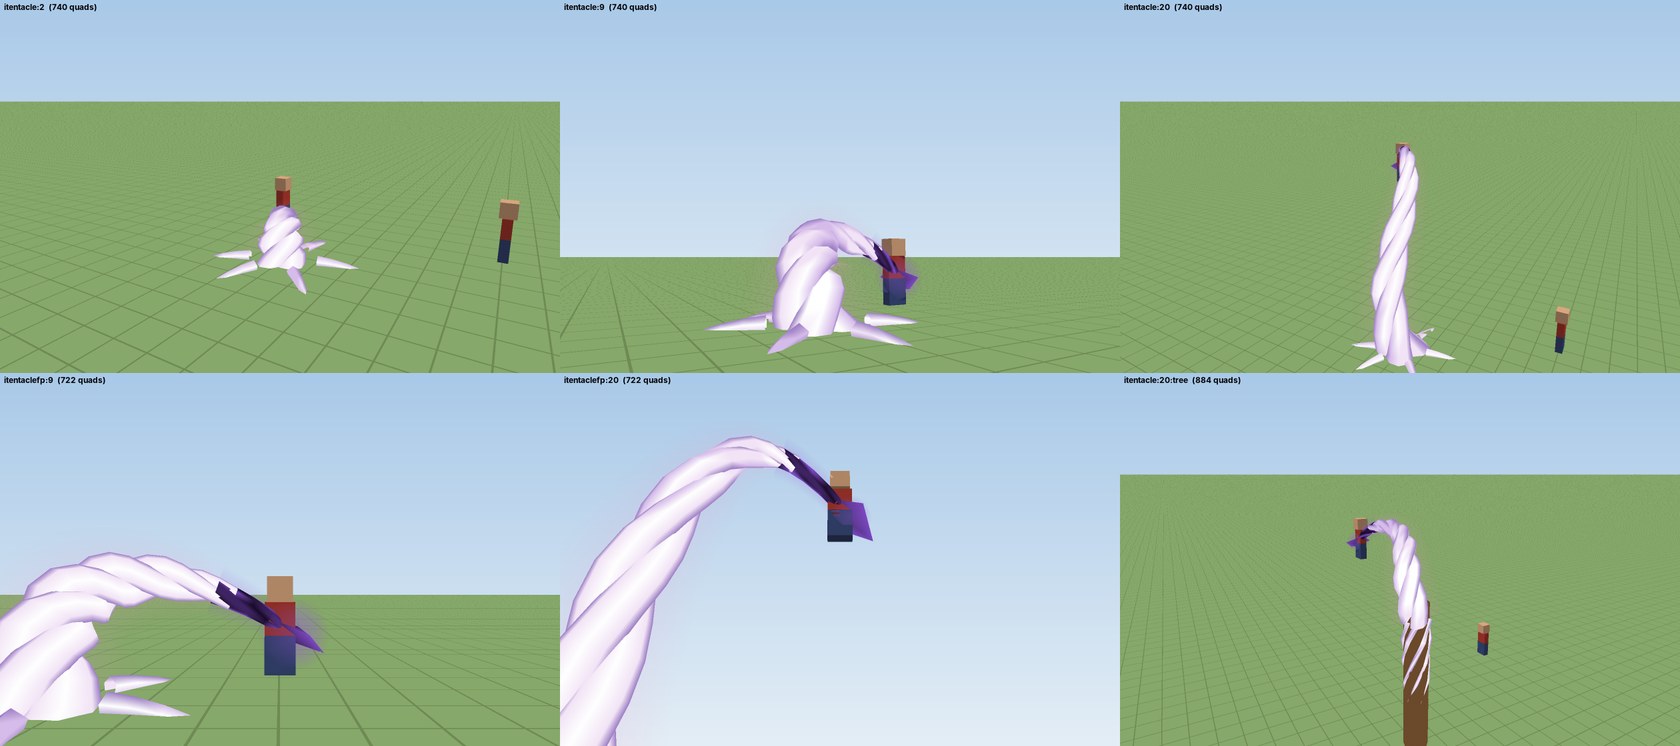 itentacle:2 (740 quads)
itentacle:9 (740 quads)
itentacle:20 (740 quads)
itentaclefp:9 (722 quads)
itentaclefp:20 (722 quads)
itentacle:20:tree (884 quads)